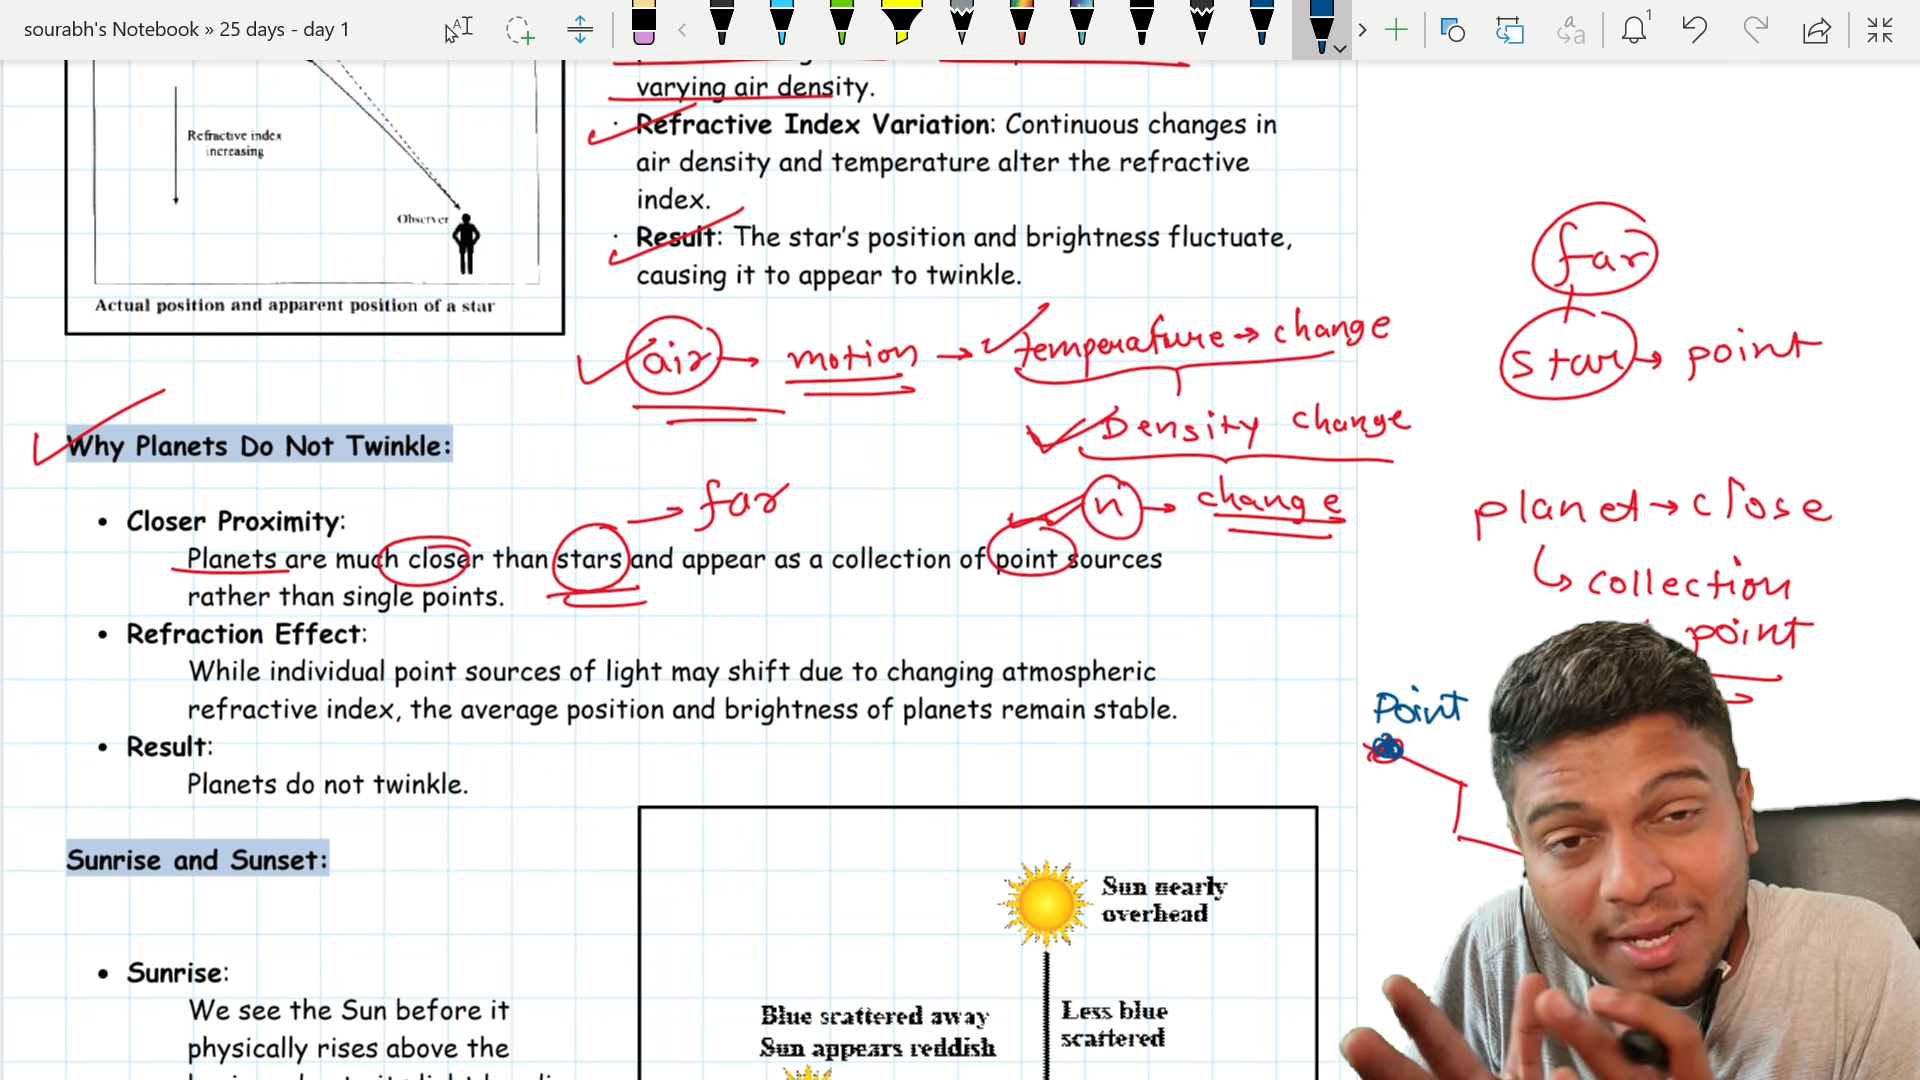 sourabh's Notebook » 25 days - day 1
varying air density.
· Refractive Index Variation: Continuous changes in
air density and temperature alter the refractive
index.
· Result: The star's position and brightness fluctuate,
causing it to appear to twinkle.
Refractive index
increasing
Observer
Actual position and apparent position of a star
air → motion → temperature → change
Density change
n → change
far
star → point
planet → close
↳ collection
point
Point
Why Planets Do Not Twinkle:
• Closer Proximity:
→ far
Planets are much closer than stars and appear as a collection of point sources
rather than single points.
• Refraction Effect:
While individual point sources of light may shift due to changing atmospheric
refractive index, the average position and brightness of planets remain stable.
• Result:
Planets do not twinkle.
Sunrise and Sunset:
• Sunrise:
We see the Sun before it
physically rises above the
Sun nearly
overhead
Blue scattered away
Sun appears reddish
Less blue
scattered